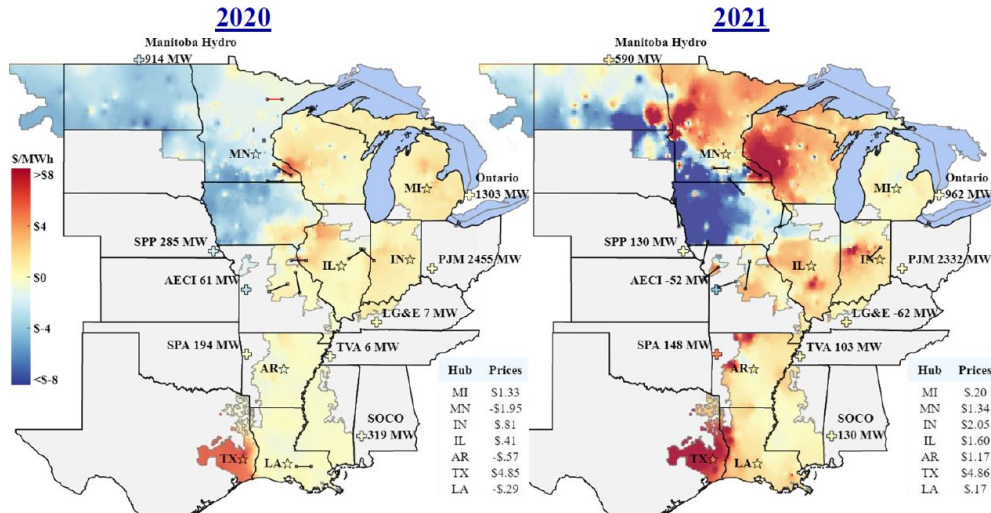 2020
Manitoba Hydro
914 MW
$/MWh
>$8
$4
$0
$-4
<$-8
MN
MI
Ontario
1303 MW
SPP 285 MW
IL
IN
PJM 2455 MW
AECI 61 MW
LG&E 7 MW
SPA 194 MW
TVA 6 MW
AR
SOCO
319 MW
TX
LA
Hub Prices
MI $1.33
MN -$1.95
IN $.81
IL $.41
AR -$.57
TX $4.85
LA -$.29
2021
Manitoba Hydro
590 MW
MN
MI
Ontario
962 MW
SPP 130 MW
IL
IN
PJM 2332 MW
AECI -52 MW
LG&E -62 MW
SPA 148 MW
TVA 103 MW
AR
SOCO
130 MW
TX
LA
Hub Prices
MI $.20
MN $1.34
IN $2.05
IL $1.60
AR $1.17
TX $4.86
LA $.17